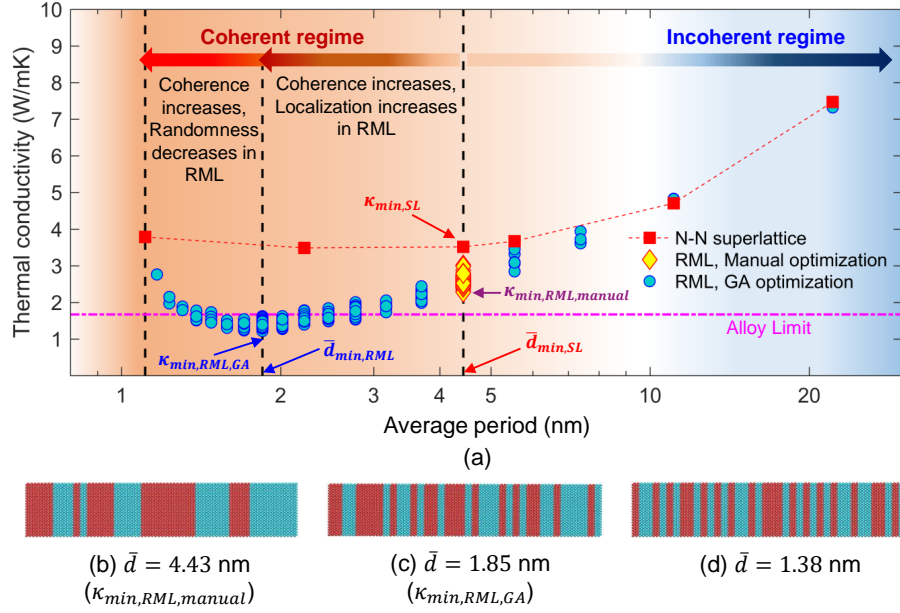 10
9
8
7
6
5
4
3
2
1
Thermal conductivity (W/mK)
Coherent regime
Incoherent regime
Coherence
increases,
Randomness
decreases in
RML
Coherence increases,
Localization increases
in RML
κmin,SL
N-N superlattice
RML, Manual optimization
RML, GA optimization
κmin,RML,manual
Alloy Limit
κmin,RML,GA
d̄min,RML
d̄min,SL
1 2 3 4 5 10 20
Average period (nm)
(a)
(b) d̄ = 4.43 nm
(κmin,RML,manual)
(c) d̄ = 1.85 nm
(κmin,RML,GA)
(d) d̄ = 1.38 nm